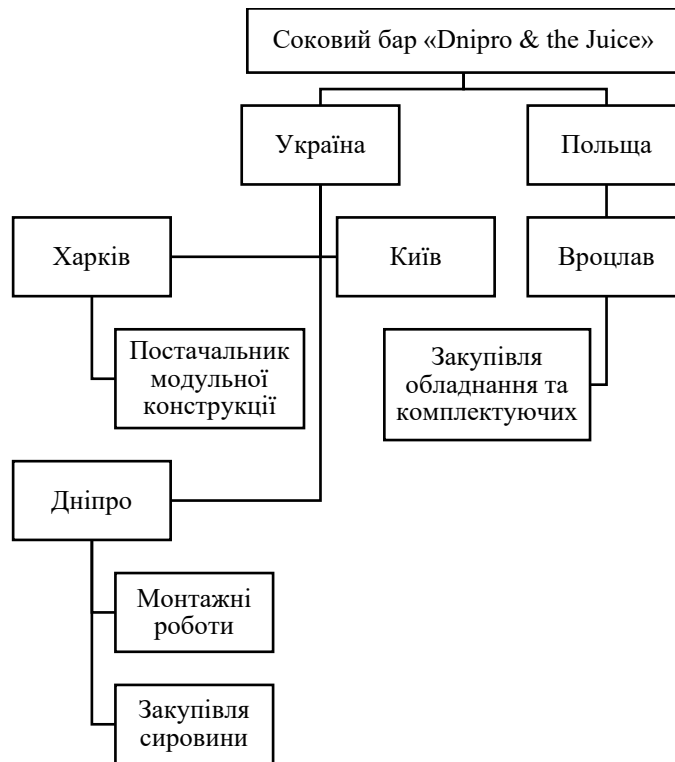 Соковий бар «Dnipro & the Juice»
Україна
Польща
Харків
Київ
Вроцлав
Постачальник
модульної
конструкції
Закупівля
обладнання та
комплектуючих
Дніпро
Монтажні
роботи
Закупівля
сировини